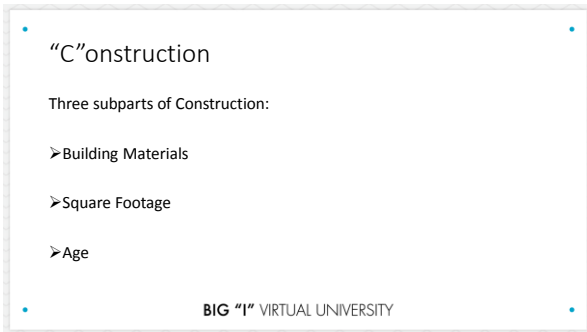 “C”onstruction
Three subparts of Construction:
➢Building Materials
➢Square Footage
➢Age
BIG “I” VIRTUAL UNIVERSITY